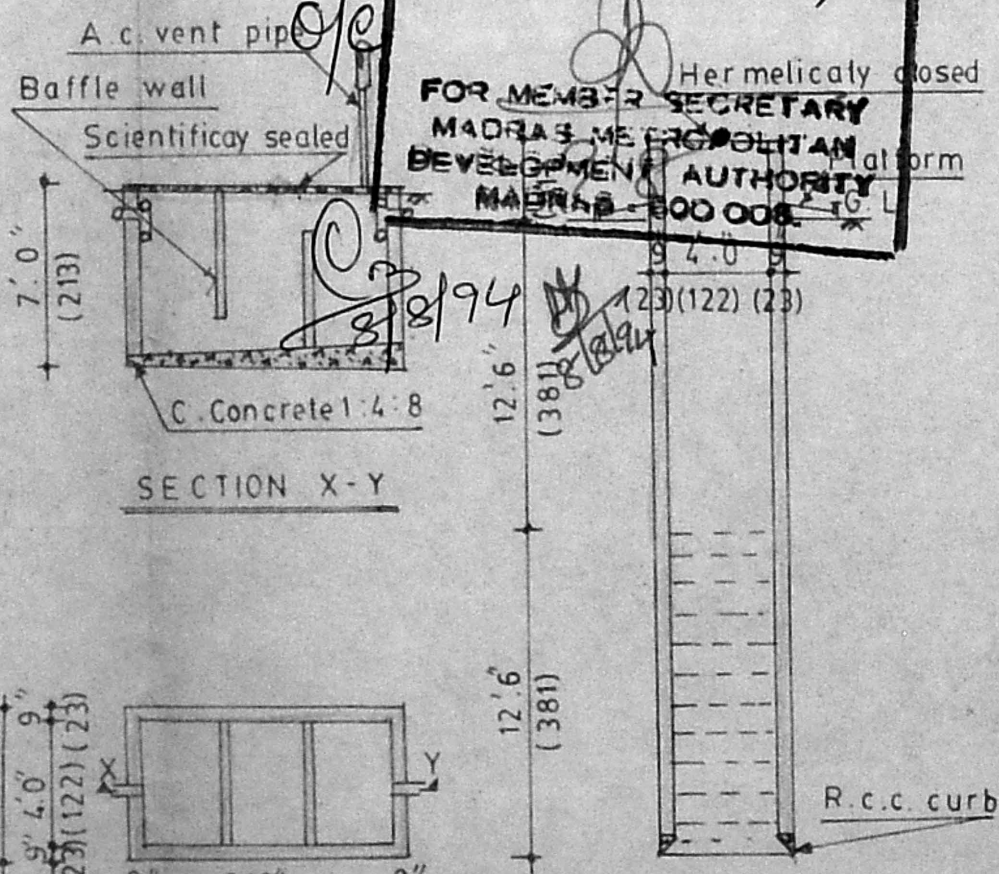 A.c. vent pipe
Baffle wall
Scientificay sealed
Hermelicaly closed
FOR MEMBER SECRETARY
MADRAS METROPOLITAN
DEVELOPMENT AUTHORITY
MADRAS - 600 008.
G L
7'.0"
(213)
9 4'.0 9
(23)(122) (23)
8/8/94
8/8/94
12'.6"
(381)
C.Concrete 1:4:8
SECTION X-Y
12'.6"
(381)
9"
(23)
4'.0"
(122)
9"
X
Y
R.c.c. curb